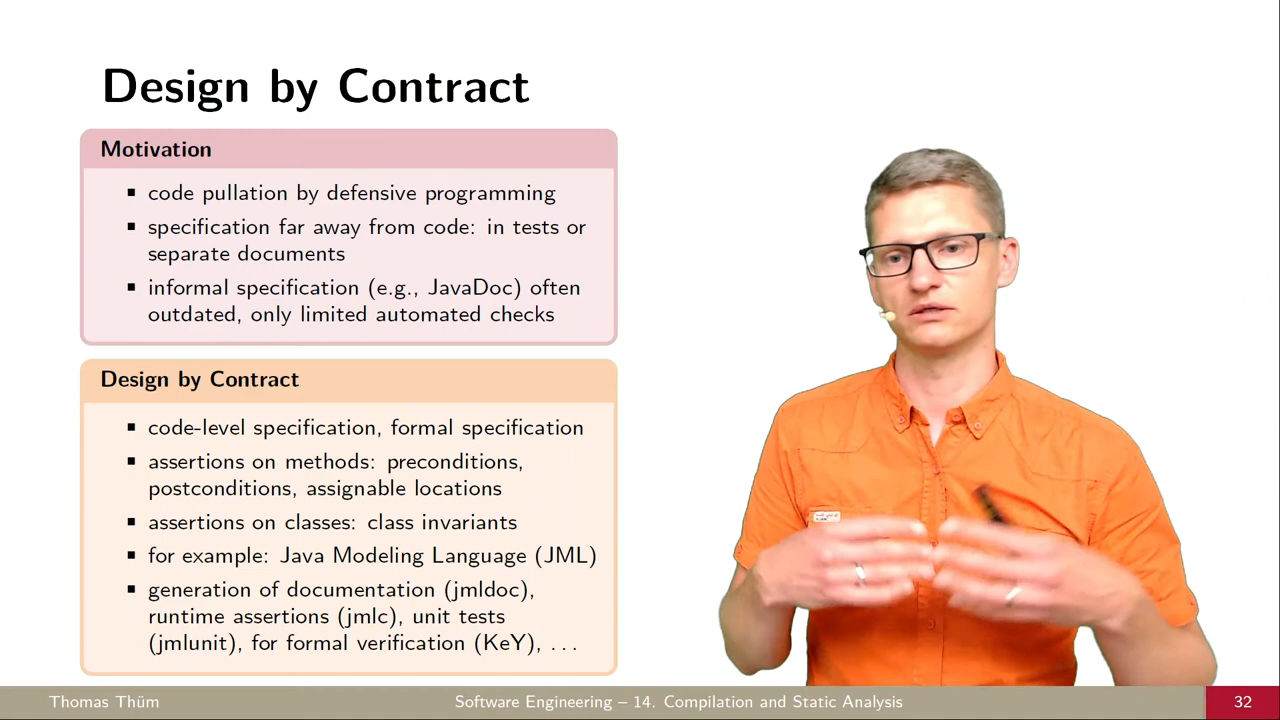 Design by Contract
Motivation
▪ code pullation by defensive programming
▪ specification far away from code: in tests or
separate documents
▪ informal specification (e.g., JavaDoc) often
outdated, only limited automated checks
Design by Contract
▪ code-level specification, formal specification
▪ assertions on methods: preconditions,
postconditions, assignable locations
▪ assertions on classes: class invariants
▪ for example: Java Modeling Language (JML)
▪ generation of documentation (jmldoc),
runtime assertions (jmlc), unit tests
(jmlunit), for formal verification (KeY), . . .
Thomas Thüm
Software Engineering – 14. Compilation and Static Analysis
32